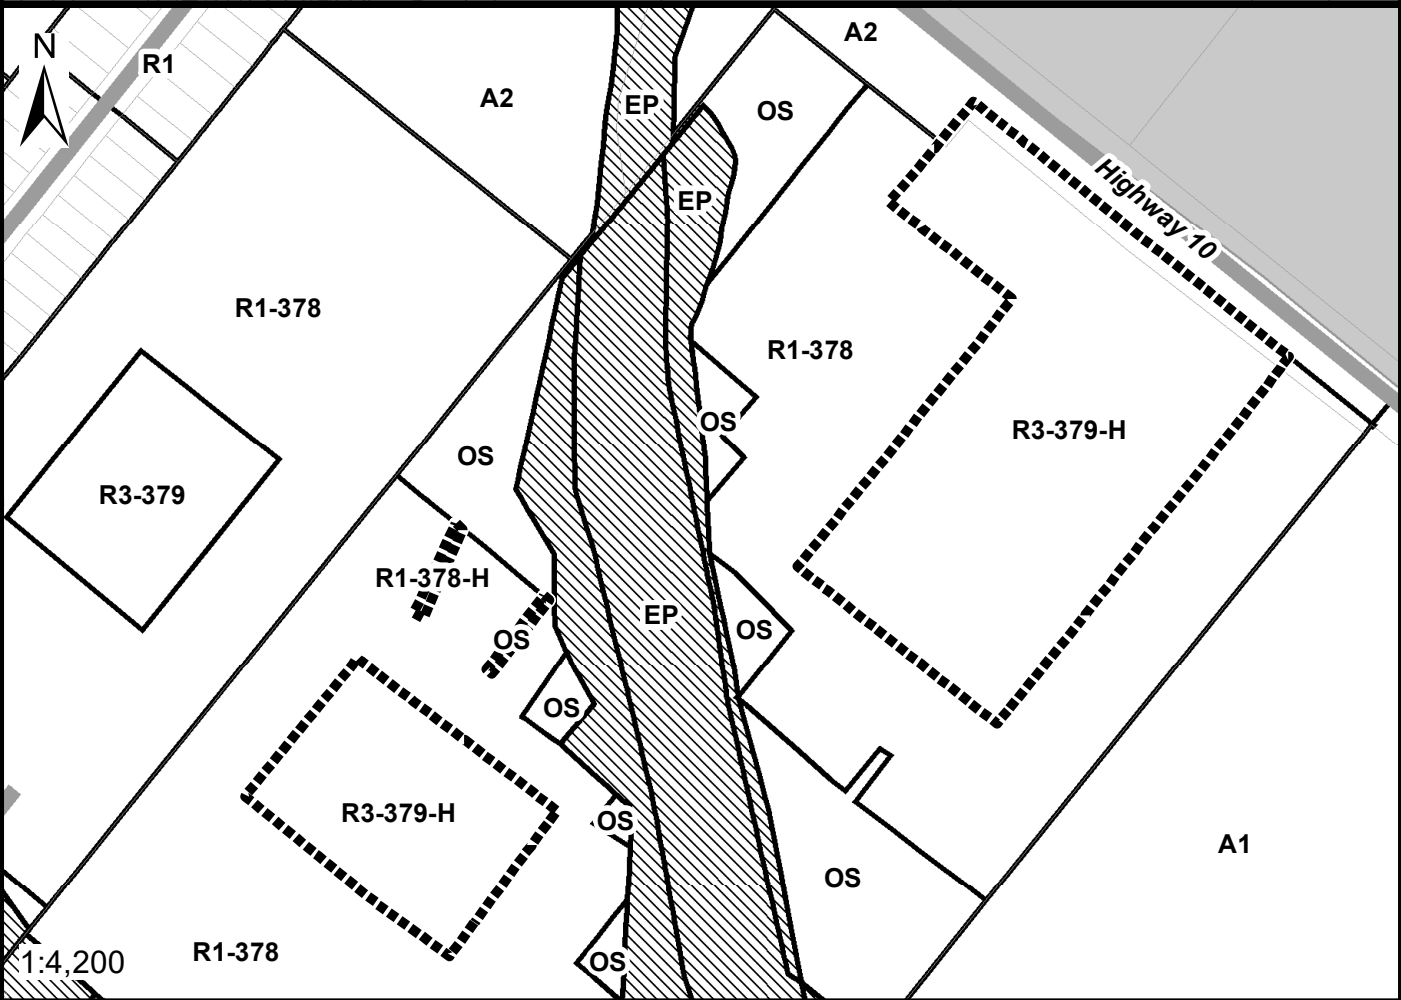 A2
N
R1
A2
EP
OS
EP
Highway 10
R1-378
R1-378
OS
R3-379-H
OS
R3-379
R1-378-H
EP
OS
OS
OS
R3-379-H
OS
A1
OS
R1-378
1:4,200
OS